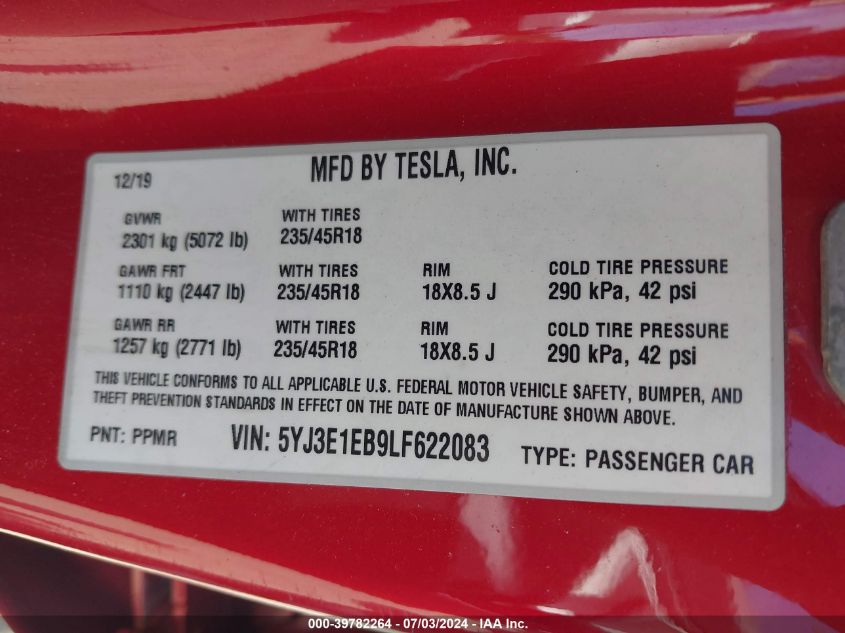 12/19
MFD BY TESLA, INC.
GVWR WITH TIRES
2301 kg (5072 lb) 235/45R18
GAWR FRT WITH TIRES RIM COLD TIRE PRESSURE
1110 kg (2447 lb) 235/45R18 18X8.5 J 290 kPa, 42 psi
GAWR RR WITH TIRES RIM COLD TIRE PRESSURE
1257 kg (2771 lb) 235/45R18 18X8.5 J 290 kPa, 42 psi
THIS VEHICLE CONFORMS TO ALL APPLICABLE U.S. FEDERAL MOTOR VEHICLE SAFETY, BUMPER, AND
THEFT PREVENTION STANDARDS IN EFFECT ON THE DATE OF MANUFACTURE SHOWN ABOVE.
PNT: PPMR VIN: 5YJ3E1EB9LF622083 TYPE: PASSENGER CAR
000-39782264 - 07/03/2024 - © IAA Inc.